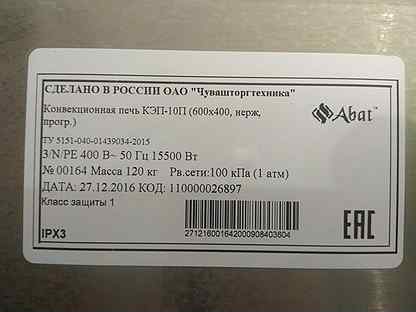 СДЕЛАНО В РОССИИ ОАО "Чувашторгтехника"
Конвекционная печь КЭП-10П (600х400, нерж,
прогр.)
Abat
ТУ 5151-040-01439034-2015
3/N/PE 400 В~ 50 Гц 15500 Вт
№ 00164 Масса 120 кг Рв.сети:100 кПа (1 атм)
ДАТА: 27.12.2016 КОД: 110000026897
Класс защиты 1
IPX3
271216001642000908403604
EAC